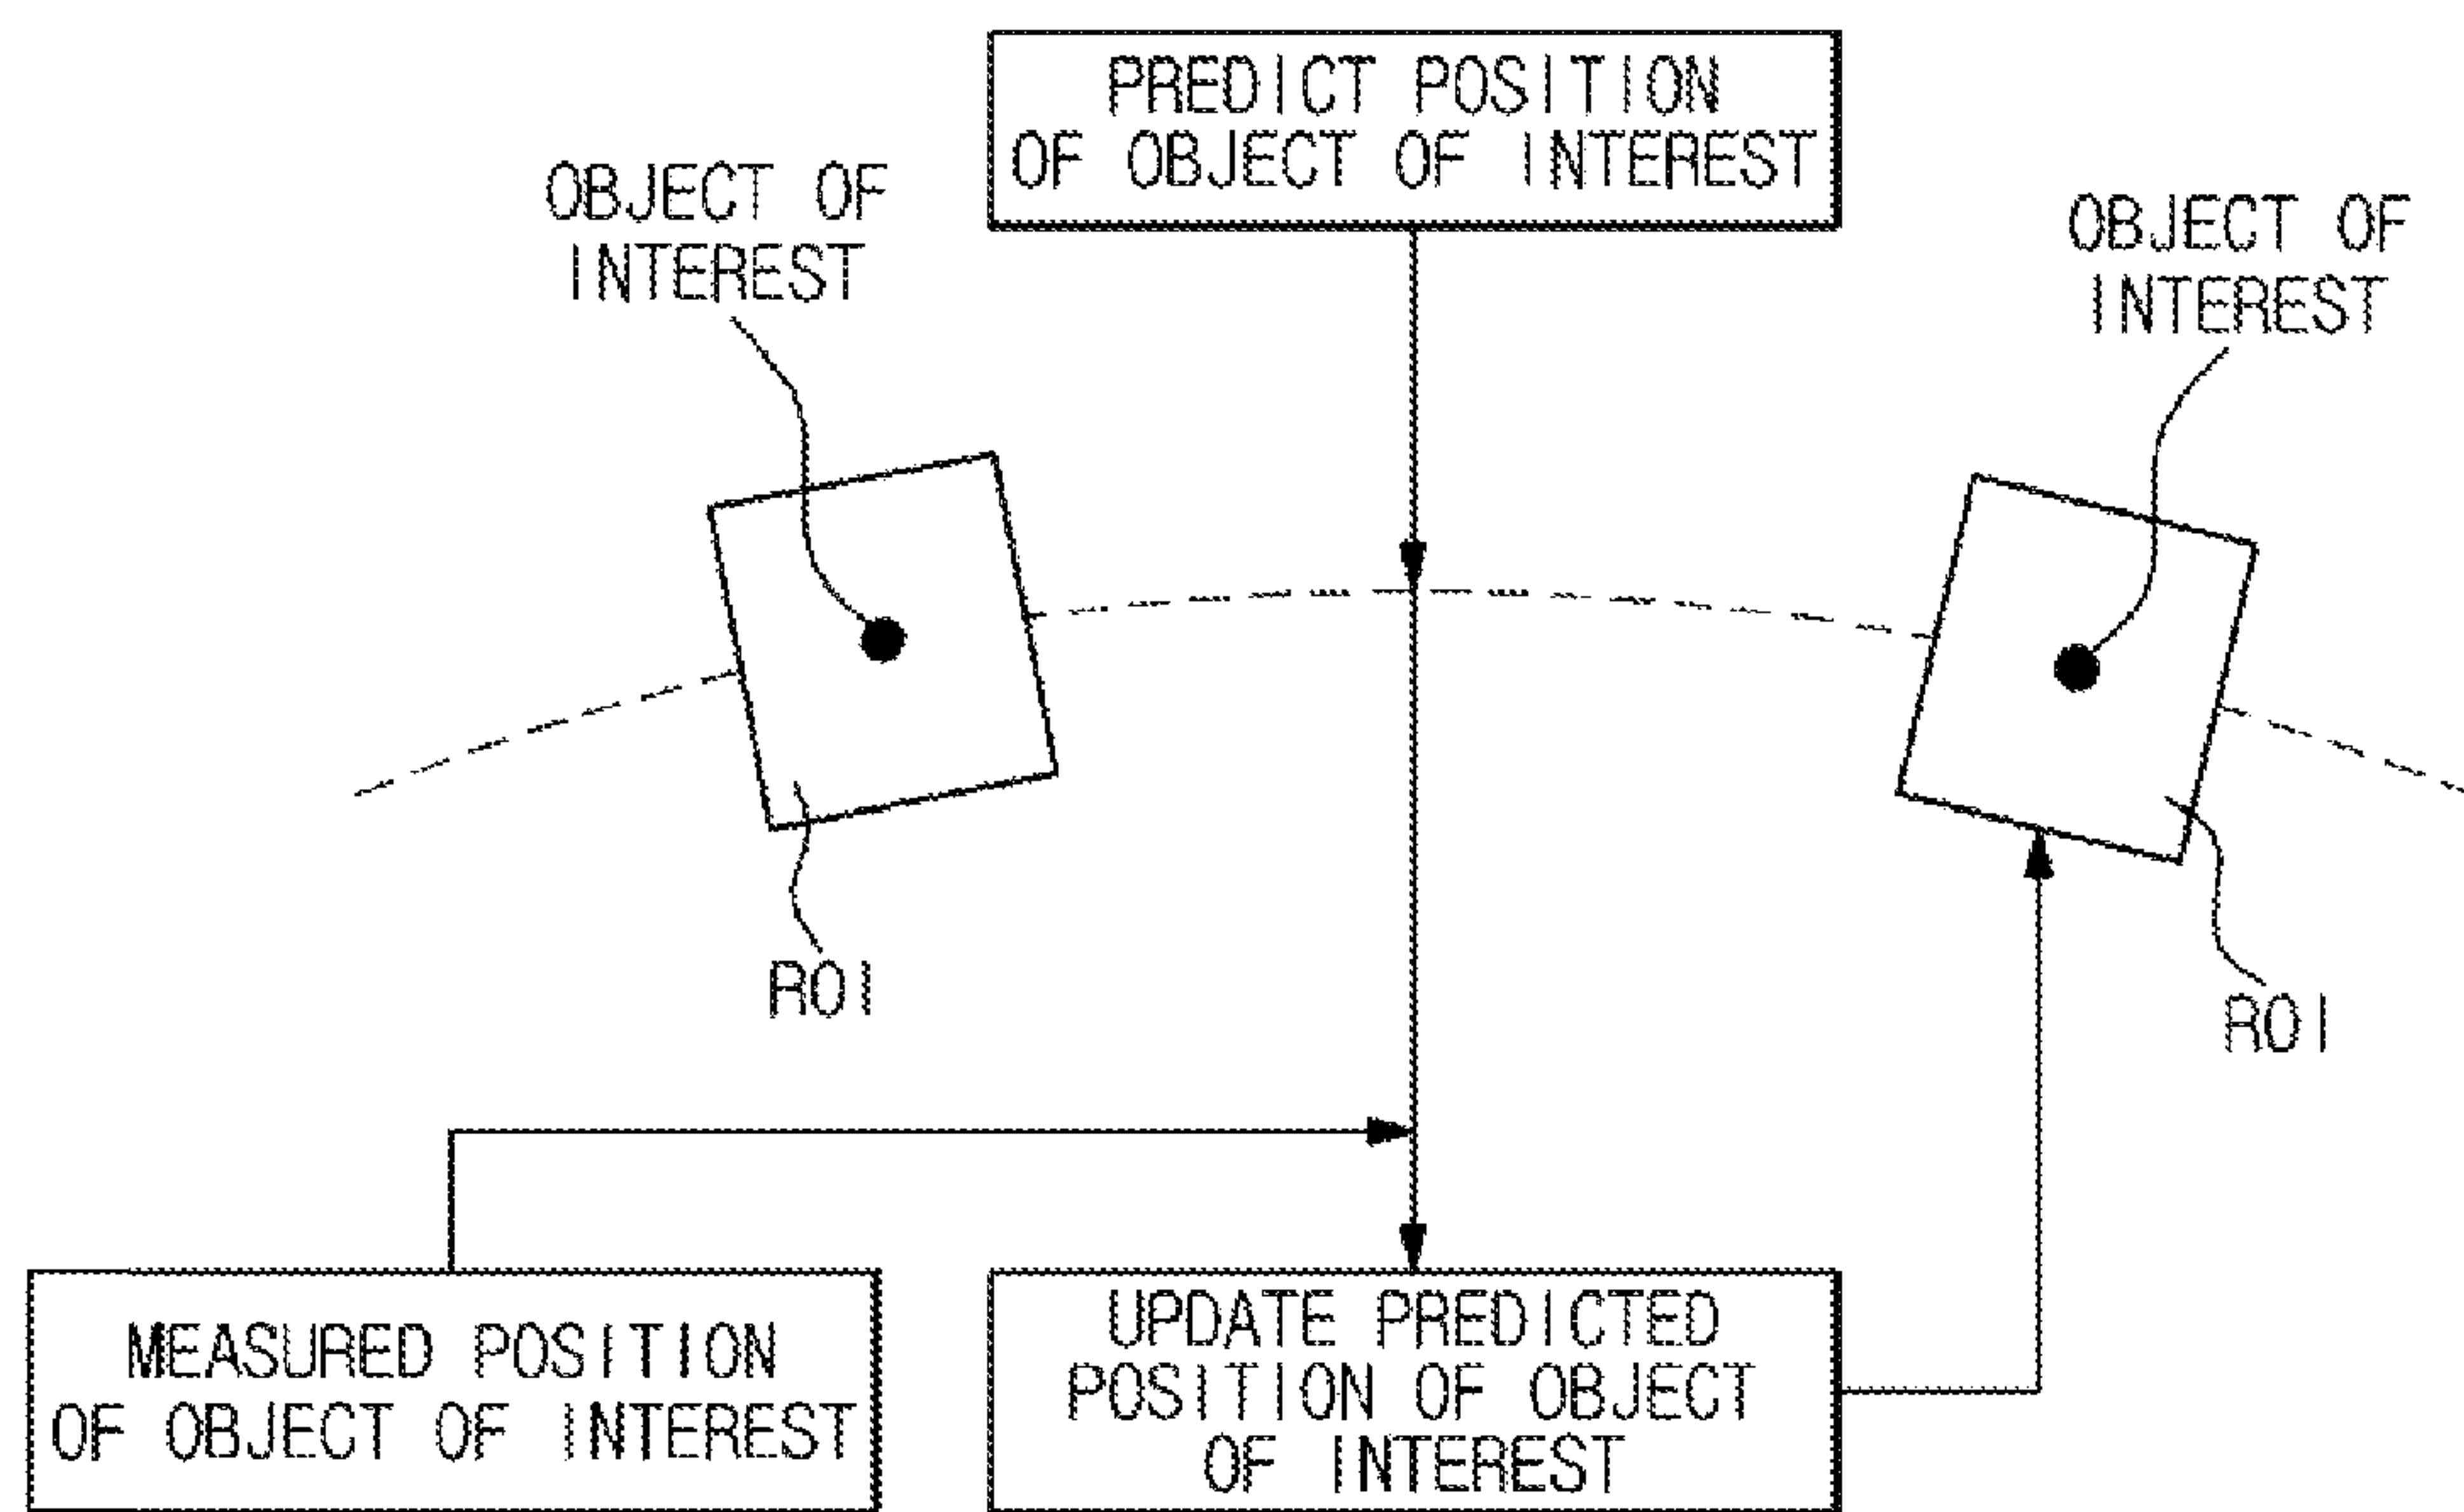 PREDICT POSITION
OF OBJECT OF INTEREST
OBJECT OF
INTEREST
OBJECT OF
INTEREST
ROI
ROI
MEASURED POSITION
OF OBJECT OF INTEREST
UPDATE PREDICTED
POSITION OF OBJECT
OF INTEREST